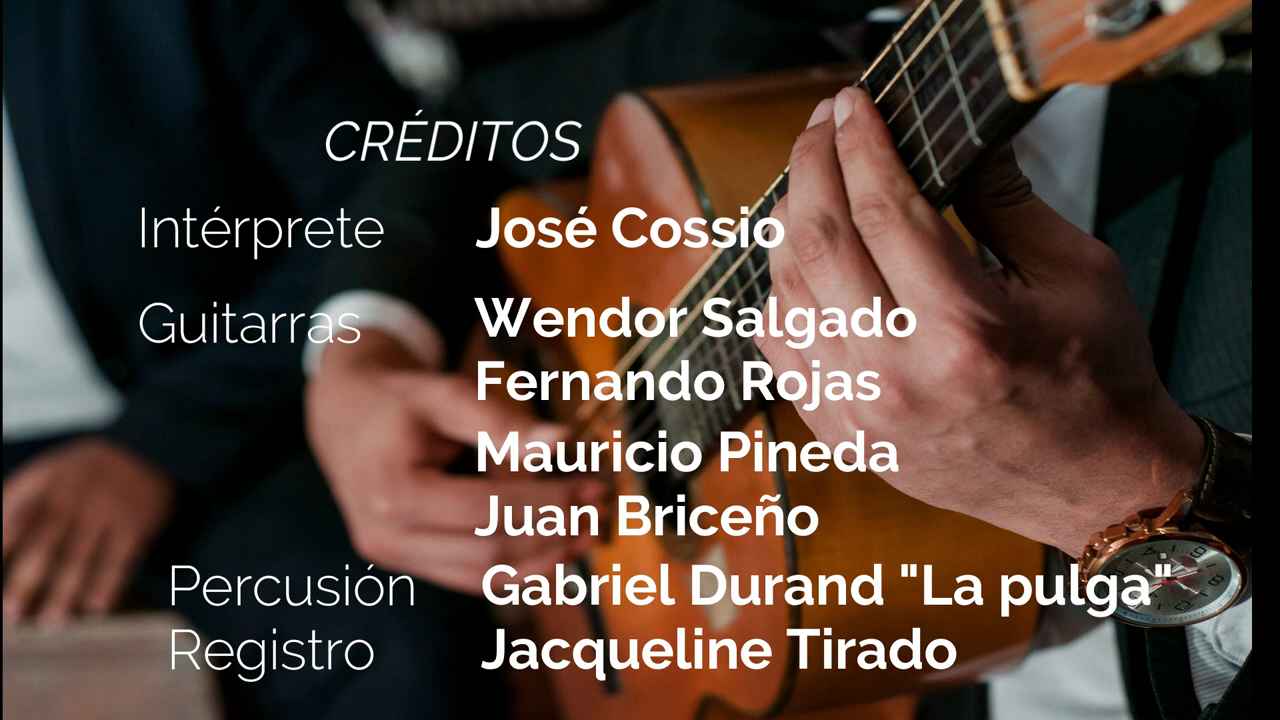 CRÉDITOS
Intérprete José Cossio
Guitarras Wendor Salgado
Fernando Rojas
Mauricio Pineda
Juan Briceño
Percusión Gabriel Durand "La pulga"
Registro Jacqueline Tirado